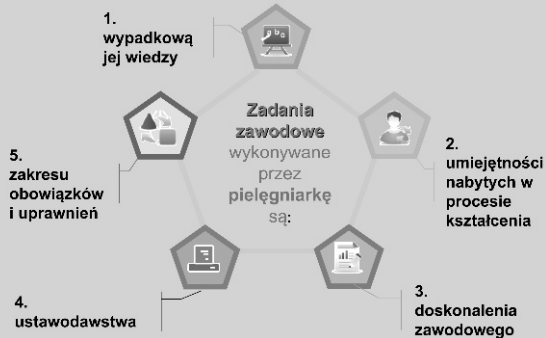 1.
wypadkową
jej wiedzy
Zadania
zawodowe
wykonywane
przez
pielęgniarkę
są:
2.
umiejętności
nabytych w
procesie
kształcenia
3.
doskonalenia
zawodowego
4.
ustawodawstwa
5.
zakresu
obowiązków
i uprawnień